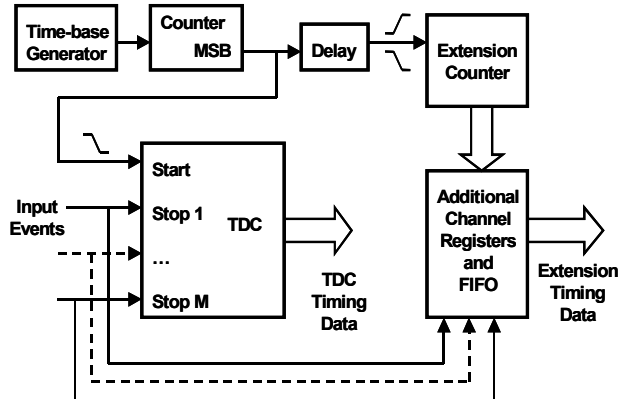 Time-base
Generator
Counter
MSB
Delay
Extension
Counter
Start
Input
Events
Stop 1
TDC
...
Stop M
TDC
Timing
Data
Additional
Channel
Registers
and
FIFO
Extension
Timing
Data